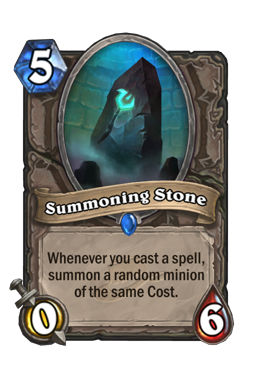 5
Summoning Stone
Whenever you cast a spell,
summon a random minion
of the same Cost.
0
6